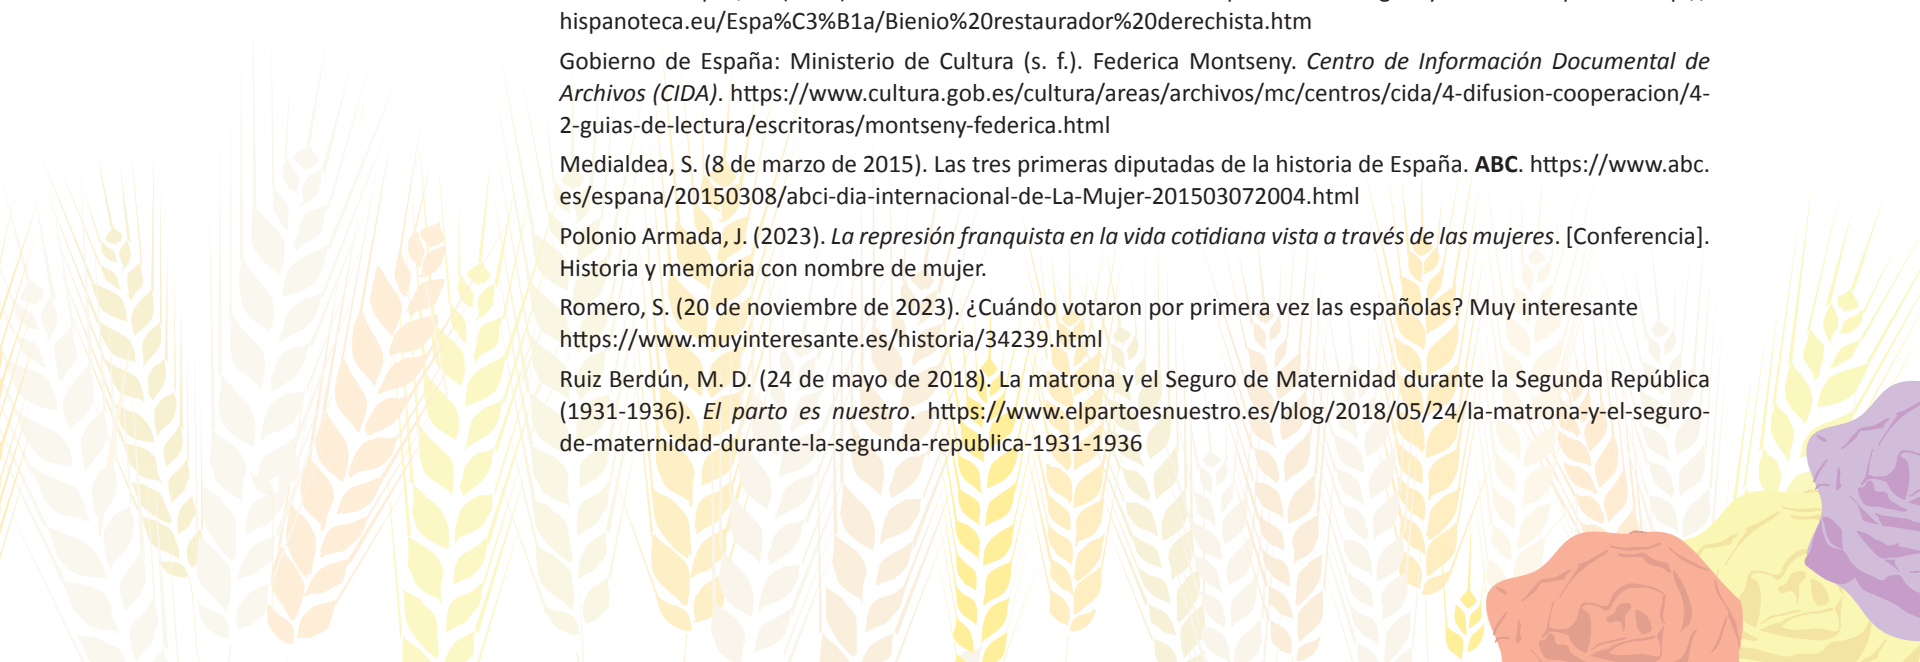 hispanoteca.eu/Espa%C3%B1a/Bienio%20restaurador%20derechista.htm
Gobierno de España: Ministerio de Cultura (s. f.). Federica Montseny. Centro de Información Documental de
Archivos (CIDA). https://www.cultura.gob.es/cultura/areas/archivos/mc/centros/cida/4-difusion-cooperacion/4-
2-guias-de-lectura/escritoras/montseny-federica.html
Medialdea, S. (8 de marzo de 2015). Las tres primeras diputadas de la historia de España. ABC. https://www.abc.
es/espana/20150308/abci-dia-internacional-de-La-Mujer-201503072004.html
Polonio Armada, J. (2023). La represión franquista en la vida cotidiana vista a través de las mujeres. [Conferencia].
Historia y memoria con nombre de mujer.
Romero, S. (20 de noviembre de 2023). ¿Cuándo votaron por primera vez las españolas? Muy interesante
https://www.muyinteresante.es/historia/34239.html
Ruiz Berdún, M. D. (24 de mayo de 2018). La matrona y el Seguro de Maternidad durante la Segunda República
(1931-1936). El parto es nuestro. https://www.elpartoesnuestro.es/blog/2018/05/24/la-matrona-y-el-seguro-
de-maternidad-durante-la-segunda-republica-1931-1936